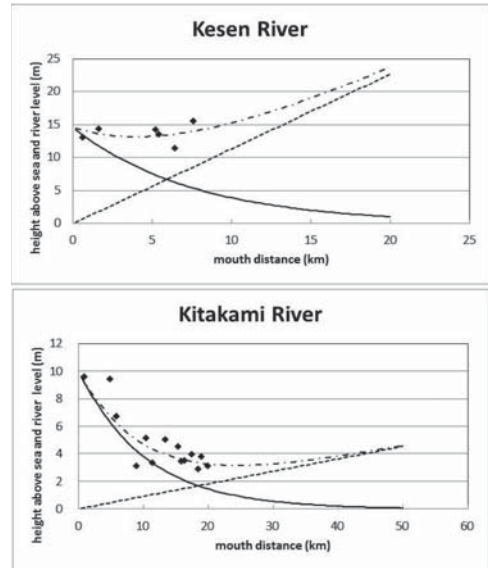 Kesen River
height above sea and river level (m)
25
20
15
10
5
0
0 5 10 15 20 25
mouth distance (km)
Kitakami River
height above sea and river level (m)
12
10
8
6
4
2
0
0 10 20 30 40 50 60
mouth distance (km)